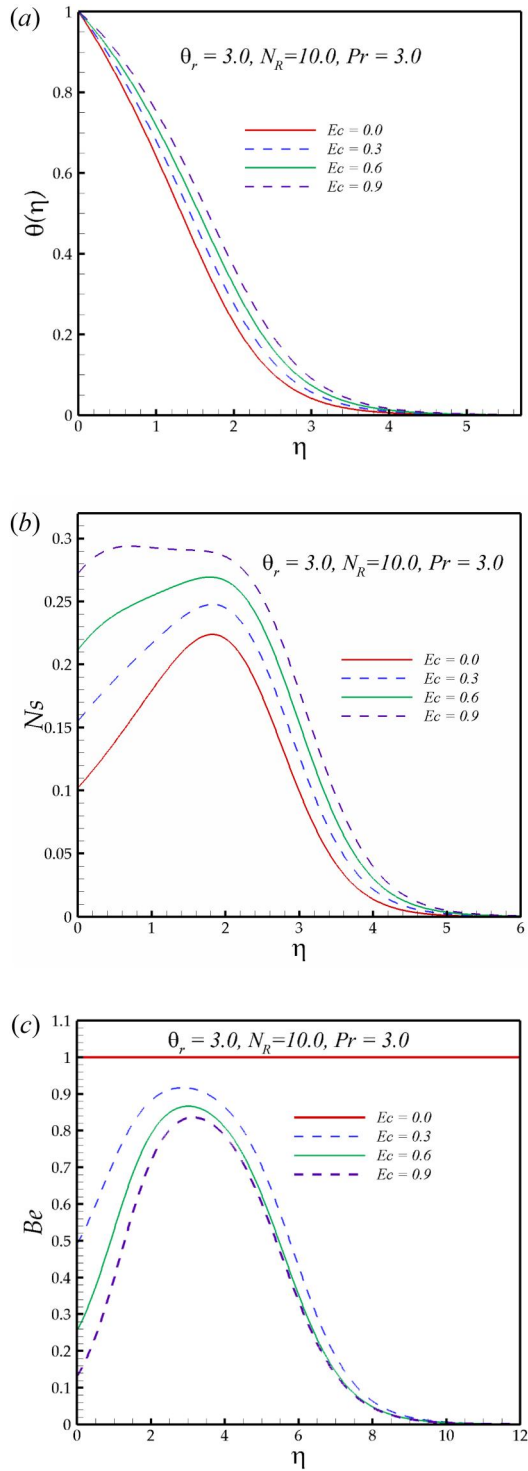 (a)
θr = 3.0, NR=10.0, Pr = 3.0
1
0.8
0.6
0.4
0.2
0
θ(η)
Ec = 0.0
Ec = 0.3
Ec = 0.6
Ec = 0.9
0 1 2 3 4 5
η
(b)
θr = 3.0, NR=10.0, Pr = 3.0
0.3
0.25
0.2
0.15
0.1
0.05
0
Ns
Ec = 0.0
Ec = 0.3
Ec = 0.6
Ec = 0.9
0 1 2 3 4 5 6
η
(c)
θr = 3.0, NR=10.0, Pr = 3.0
1.1
1
0.9
0.8
0.7
0.6
0.5
0.4
0.3
0.2
0.1
0
Be
Ec = 0.0
Ec = 0.3
Ec = 0.6
Ec = 0.9
0 2 4 6 8 10 12
η